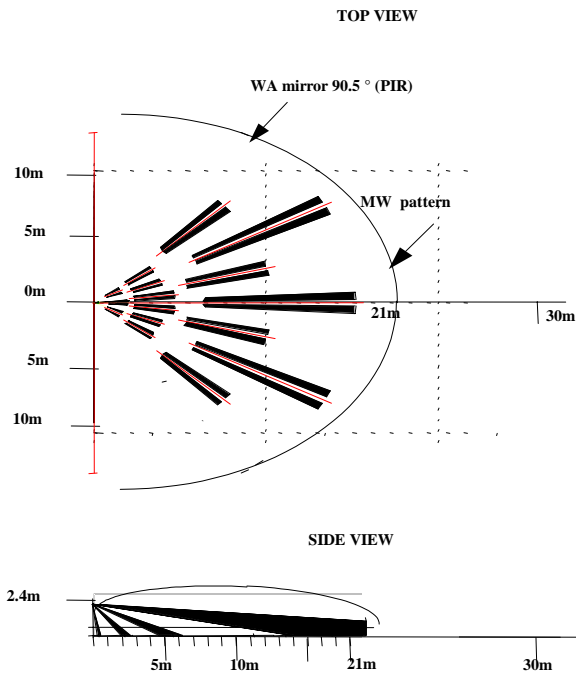 TOP VIEW
WA mirror 90.5 ° (PIR)
10m
MW pattern
5m
0m
21m
30m
5m
10m
SIDE VIEW
2.4m
5m
10m
21m
30m